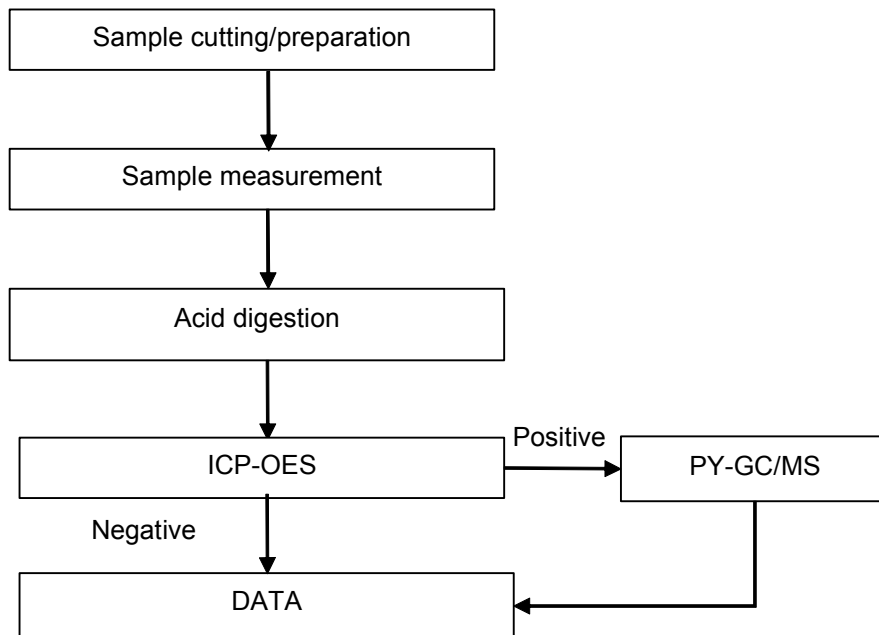 Sample cutting/preparation
Sample measurement
Acid digestion
ICP-OES
Positive
PY-GC/MS
Negative
DATA